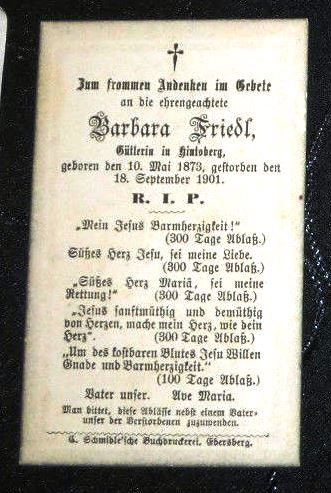 Zum frommen Andenken im Gebete
an die ehrengeachtete
Barbara Friedl,
Gütlerin in Hintsberg,
geboren den 10. Mai 1873, gestorben den
18. September 1901.
R. I. P.
„Mein Jesus Barmherzigkeit!"
(300 Tage Ablaß.)
Süßes Herz Jesu, sei meine Liebe.
(300 Tage Ablaß.)
„Süßes Herz Mariä, sei meine
Rettung!" (300 Tage Ablaß.)
„Jesus sanftmüthig und demüthig
von Herzen, mache mein Herz, wie dein
Herz". (300 Tage Ablaß.)
„Um des kostbaren Blutes Jesu Willen
Gnade und Barmherzigkeit."
(100 Tage Ablaß.)
Vater unser. Ave Maria.
Man bittet, diese Ablässe nebst einem Vater-
unser der Verstorbenen zuzuwenden.
G. Schmidle'sche Buchdruckerei, Ebersberg.